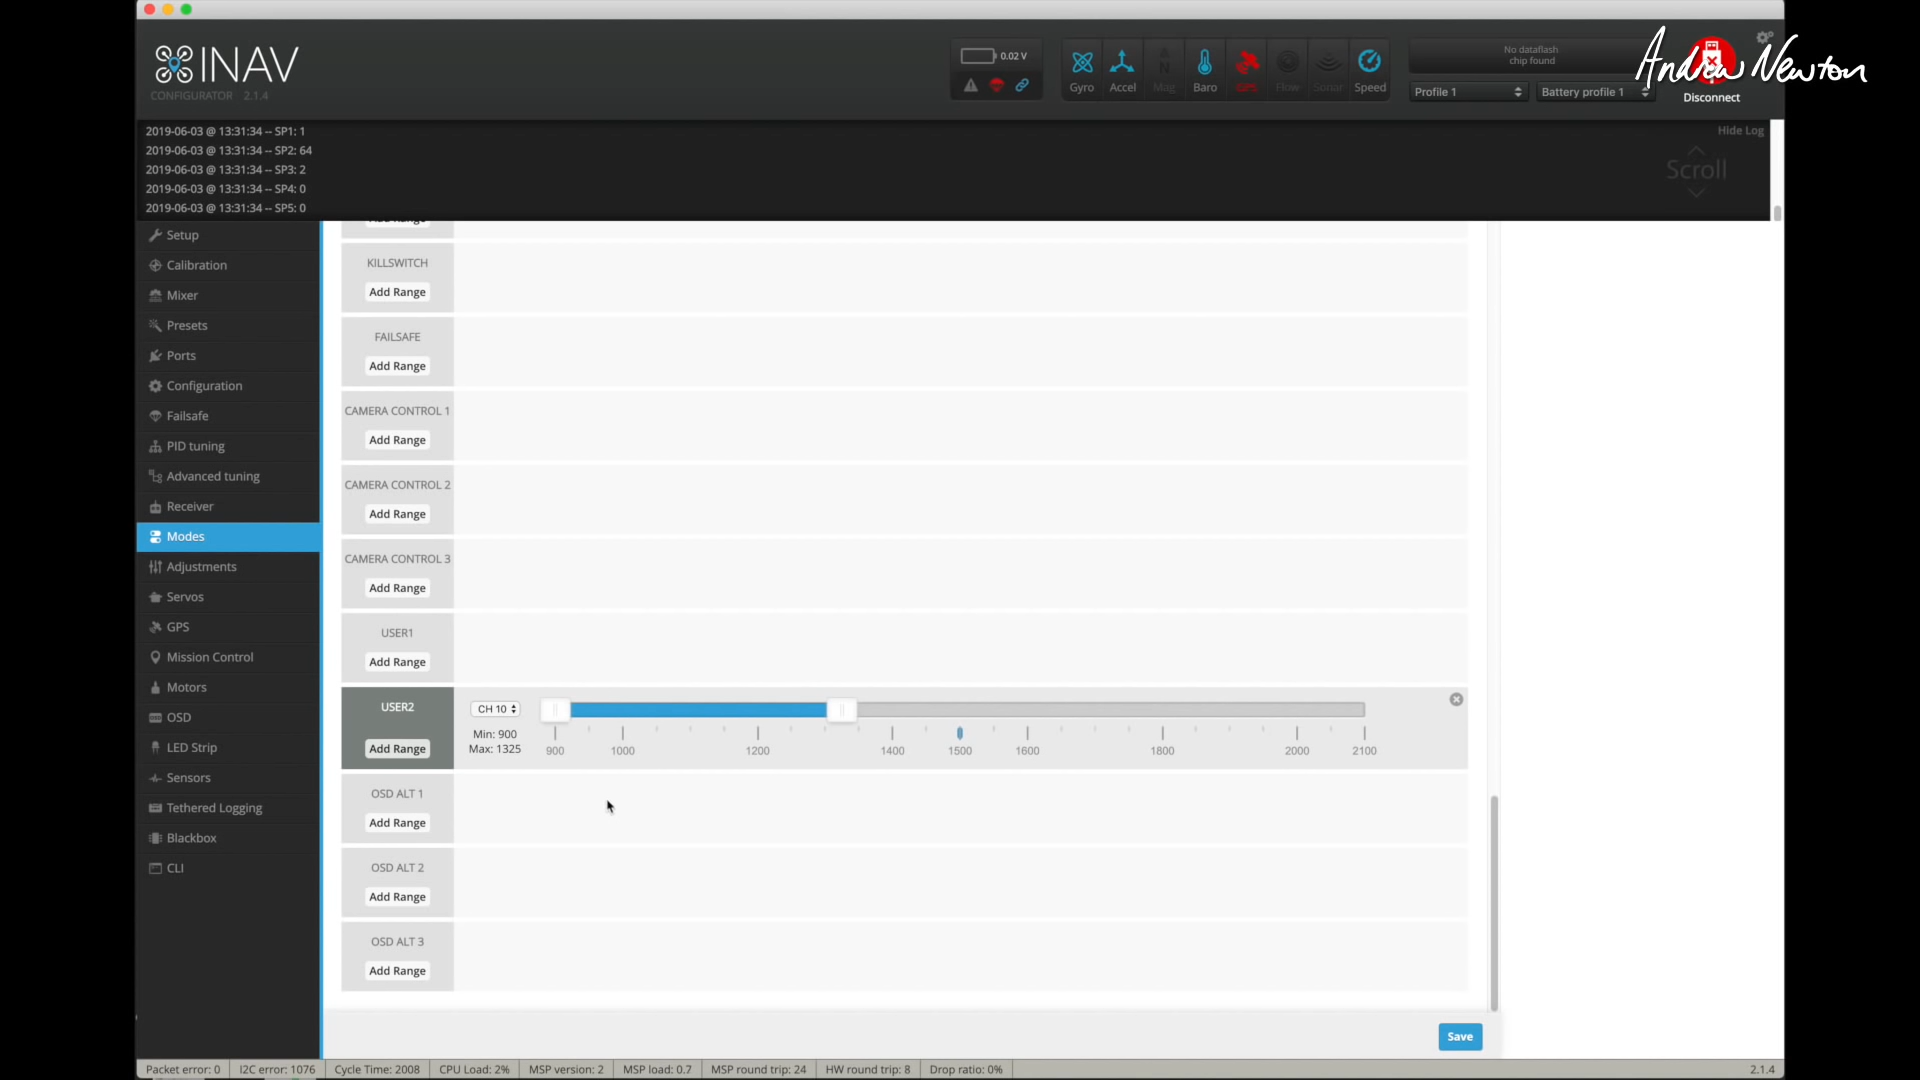 INAV
CONFIGURATOR · 2.1.4
0.02 V
Gyro Accel Mag Baro GPS Flow Sonar Speed
No dataflash
chip found
Profile 1
Battery profile 1
Disconnect
Andrew Newton
2019-06-03 @ 13:31:34 -- SP1: 1
2019-06-03 @ 13:31:34 -- SP2: 64
2019-06-03 @ 13:31:34 -- SP3: 2
2019-06-03 @ 13:31:34 -- SP4: 0
2019-06-03 @ 13:31:34 -- SP5: 0
Hide Log
Scroll
Setup
Calibration
Mixer
Presets
Ports
Configuration
Failsafe
PID tuning
Advanced tuning
Receiver
Modes
Adjustments
Servos
GPS
Mission Control
Motors
OSD
LED Strip
Sensors
Tethered Logging
Blackbox
CLI
Add Range
KILLSWITCH
Add Range
FAILSAFE
Add Range
CAMERA CONTROL 1
Add Range
CAMERA CONTROL 2
Add Range
CAMERA CONTROL 3
Add Range
USER1
Add Range
USER2
Add Range
CH 10
Min: 900
Max: 1325
900 1000 1200 1400 1500 1600 1800 2000 2100
OSD ALT 1
Add Range
OSD ALT 2
Add Range
OSD ALT 3
Add Range
Save
Packet error: 0 I2C error: 1076 Cycle Time: 2008 CPU Load: 2% MSP version: 2 MSP load: 0.7 MSP round trip: 24 HW round trip: 8 Drop ratio: 0% 2.1.4